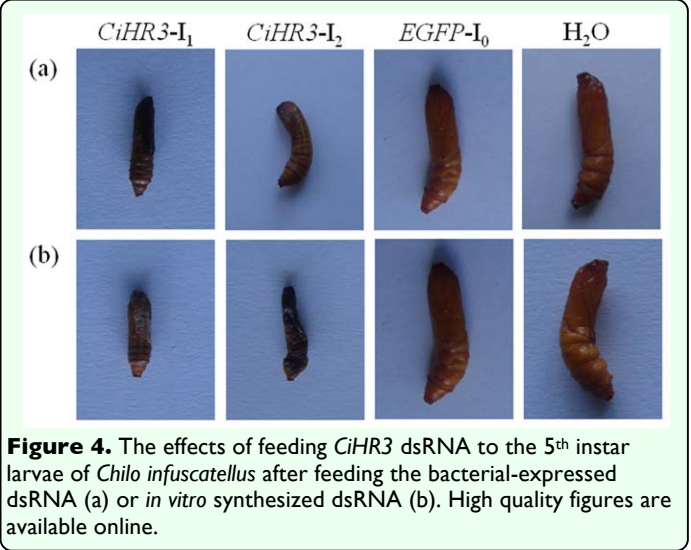 CiHR3-I1 CiHR3-I2 EGFP-I0 H2O
(a)
(b)
Figure 4. The effects of feeding CiHR3 dsRNA to the 5th instar
larvae of Chilo infuscatellus after feeding the bacterial-expressed
dsRNA (a) or in vitro synthesized dsRNA (b). High quality figures are
available online.